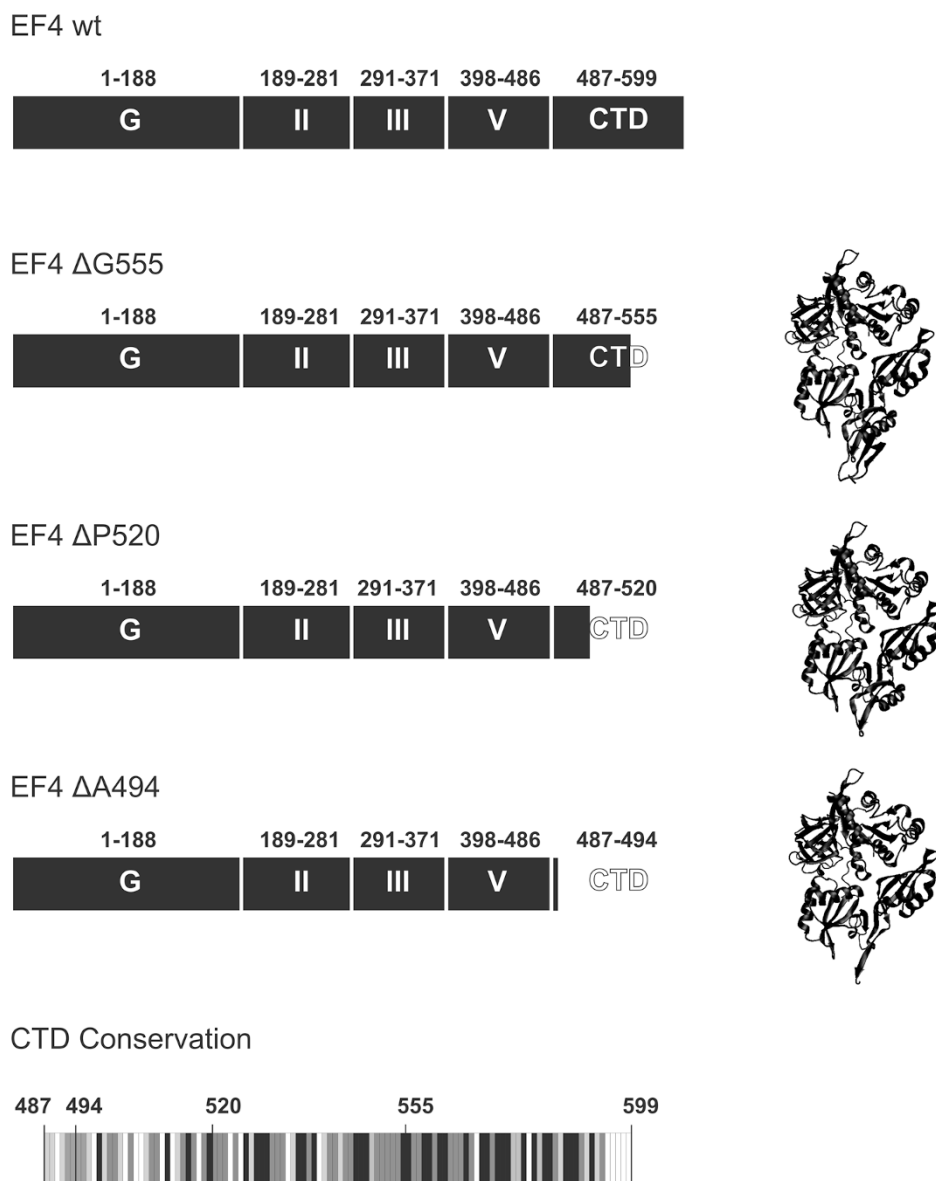 EF4 wt
1-188 189-281 291-371 398-486 487-599
G II III V CTD
EF4 ΔG555
1-188 189-281 291-371 398-486 487-555
G II III V CTD
EF4 ΔP520
1-188 189-281 291-371 398-486 487-520
G II III V CTD
EF4 ΔA494
1-188 189-281 291-371 398-486 487-494
G II III V CTD
CTD Conservation
487 494 520 555 599